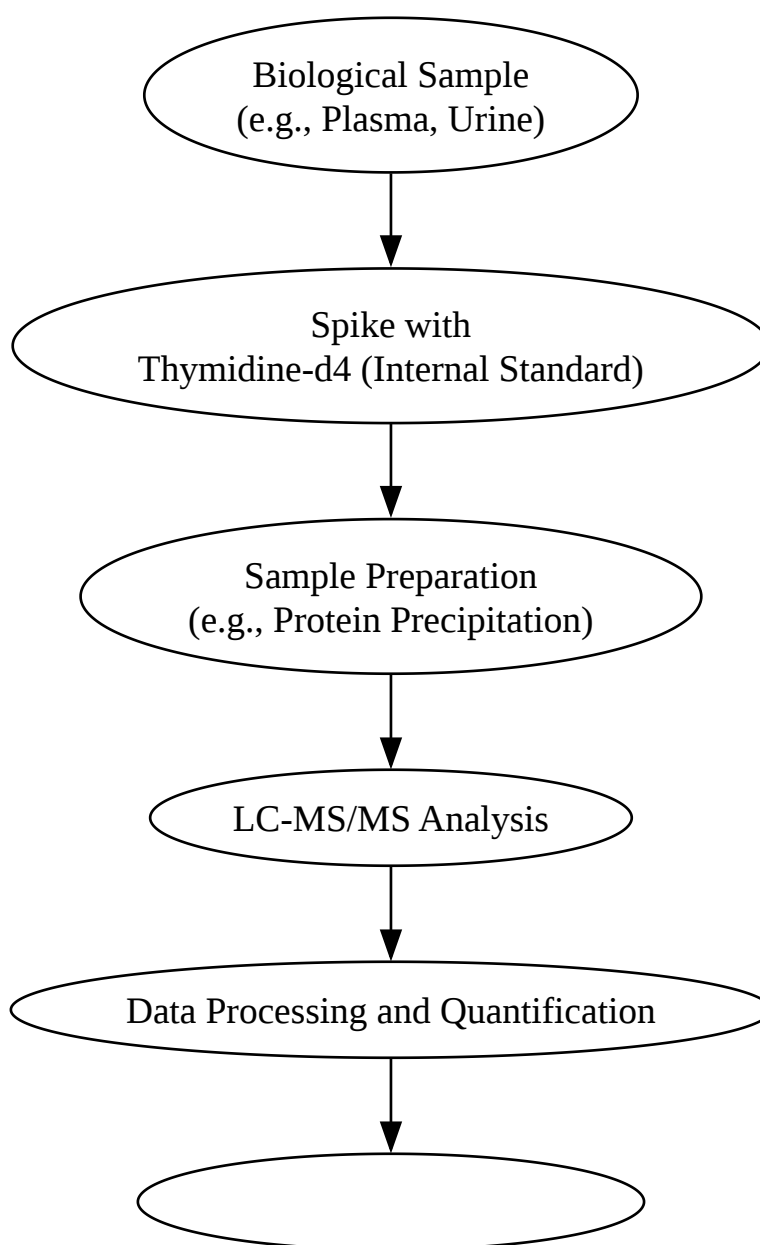 Biological Sample
(e.g., Plasma, Urine)
Spike with
Thymidine-d4 (Internal Standard)
Sample Preparation
(e.g., Protein Precipitation)
LC-MS/MS Analysis
Data Processing and Quantification